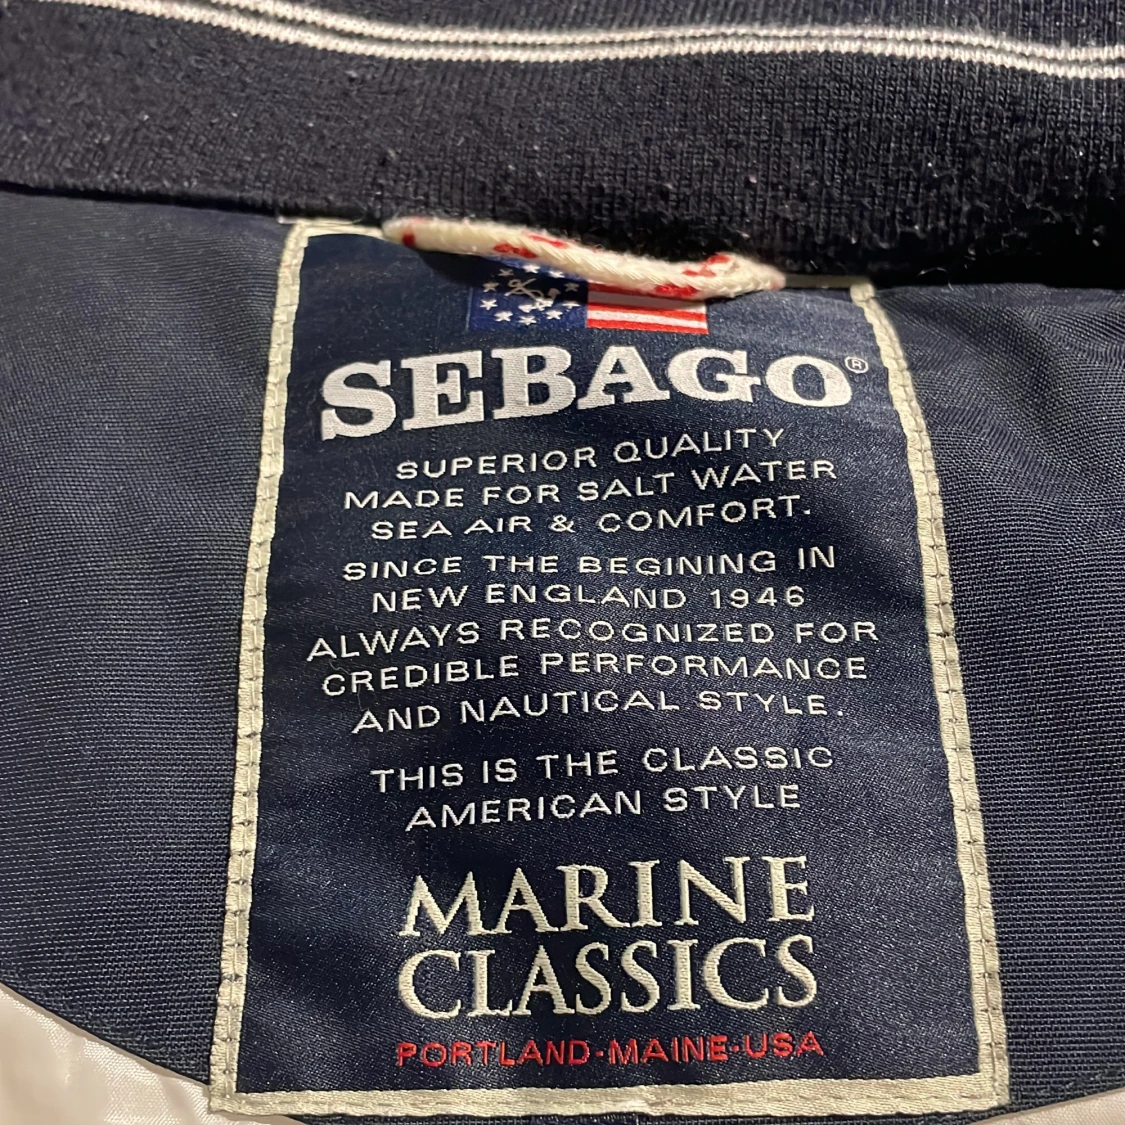 SEBAGO®
SUPERIOR QUALITY
MADE FOR SALT WATER
SEA AIR & COMFORT.
SINCE THE BEGINING IN
NEW ENGLAND 1946
ALWAYS RECOGNIZED FOR
CREDIBLE PERFORMANCE
AND NAUTICAL STYLE.
THIS IS THE CLASSIC
AMERICAN STYLE
MARINE
CLASSICS
PORTLAND-MAINE-USA